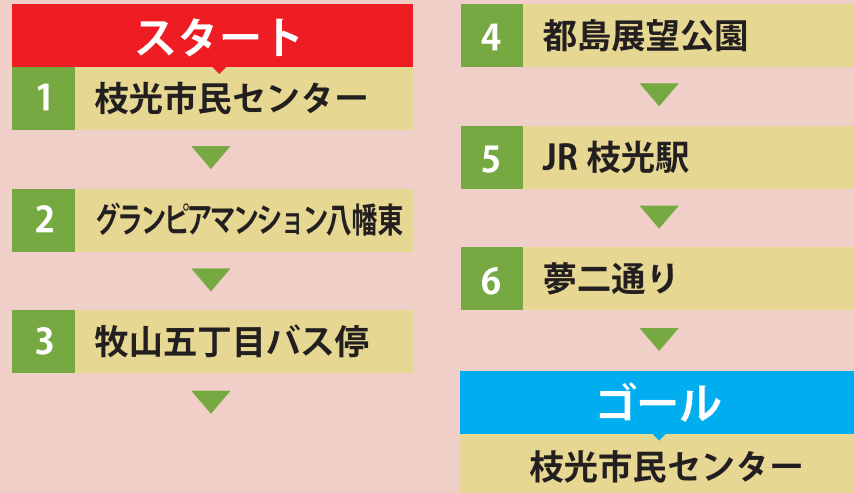 スタート
1 枝光市民センター
2 グランピアマンション八幡東
3 牧山五丁目バス停
4 都島展望公園
5 JR 枝光駅
6 夢二通り
ゴール
枝光市民センター